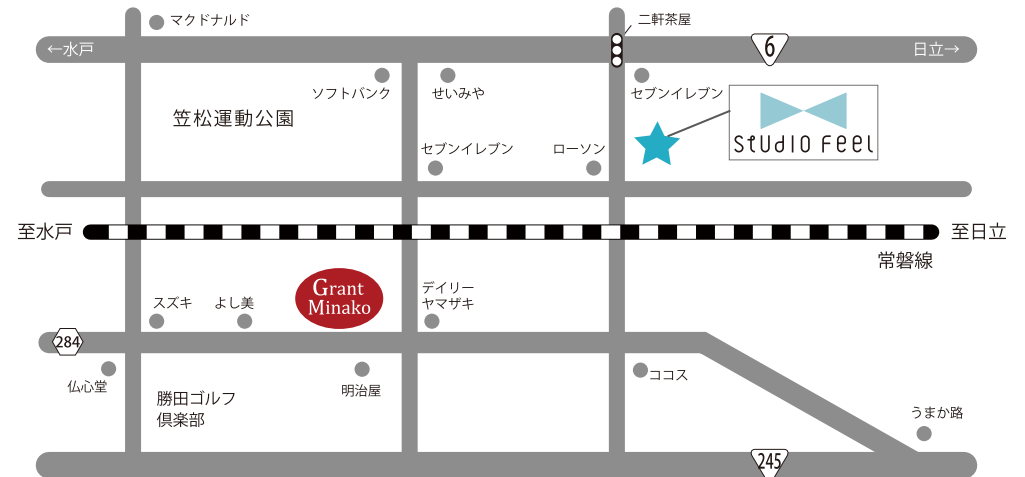 マクドナルド
二軒茶屋
←水戸
6
日立→
ソフトバンク
せいみや
セブンイレブン
笠松運動公園
セブンイレブン
ローソン
STUDIO FEEL
至水戸
至日立
常磐線
スズキ
よし美
Grant
Minako
デイリー
ヤマザキ
284
仏心堂
明治屋
ココス
勝田ゴルフ
倶楽部
うまか路
245